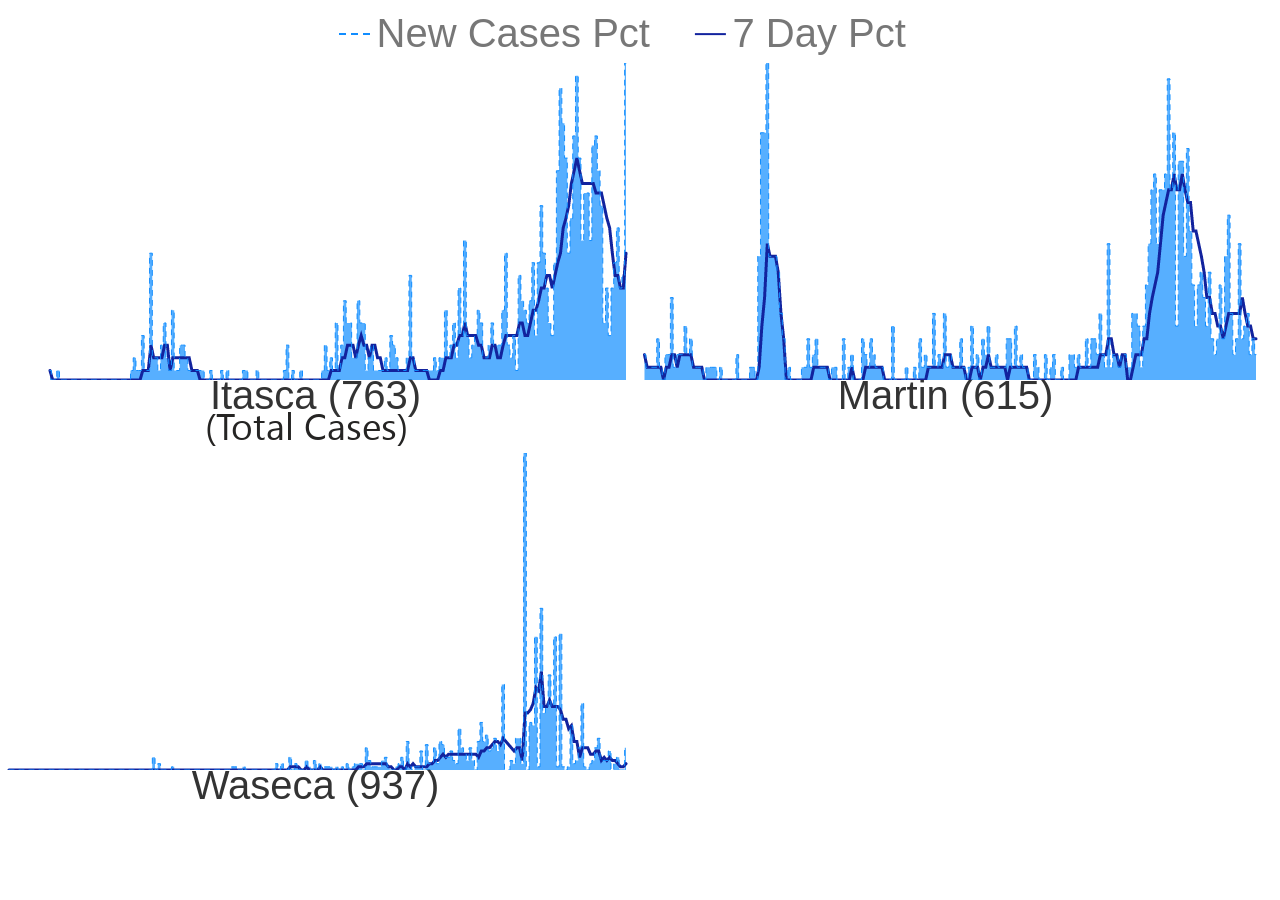 New Cases Pct 7 Day Pct
Itasca (763)
(Total Cases)
Martin (615)
Waseca (937)